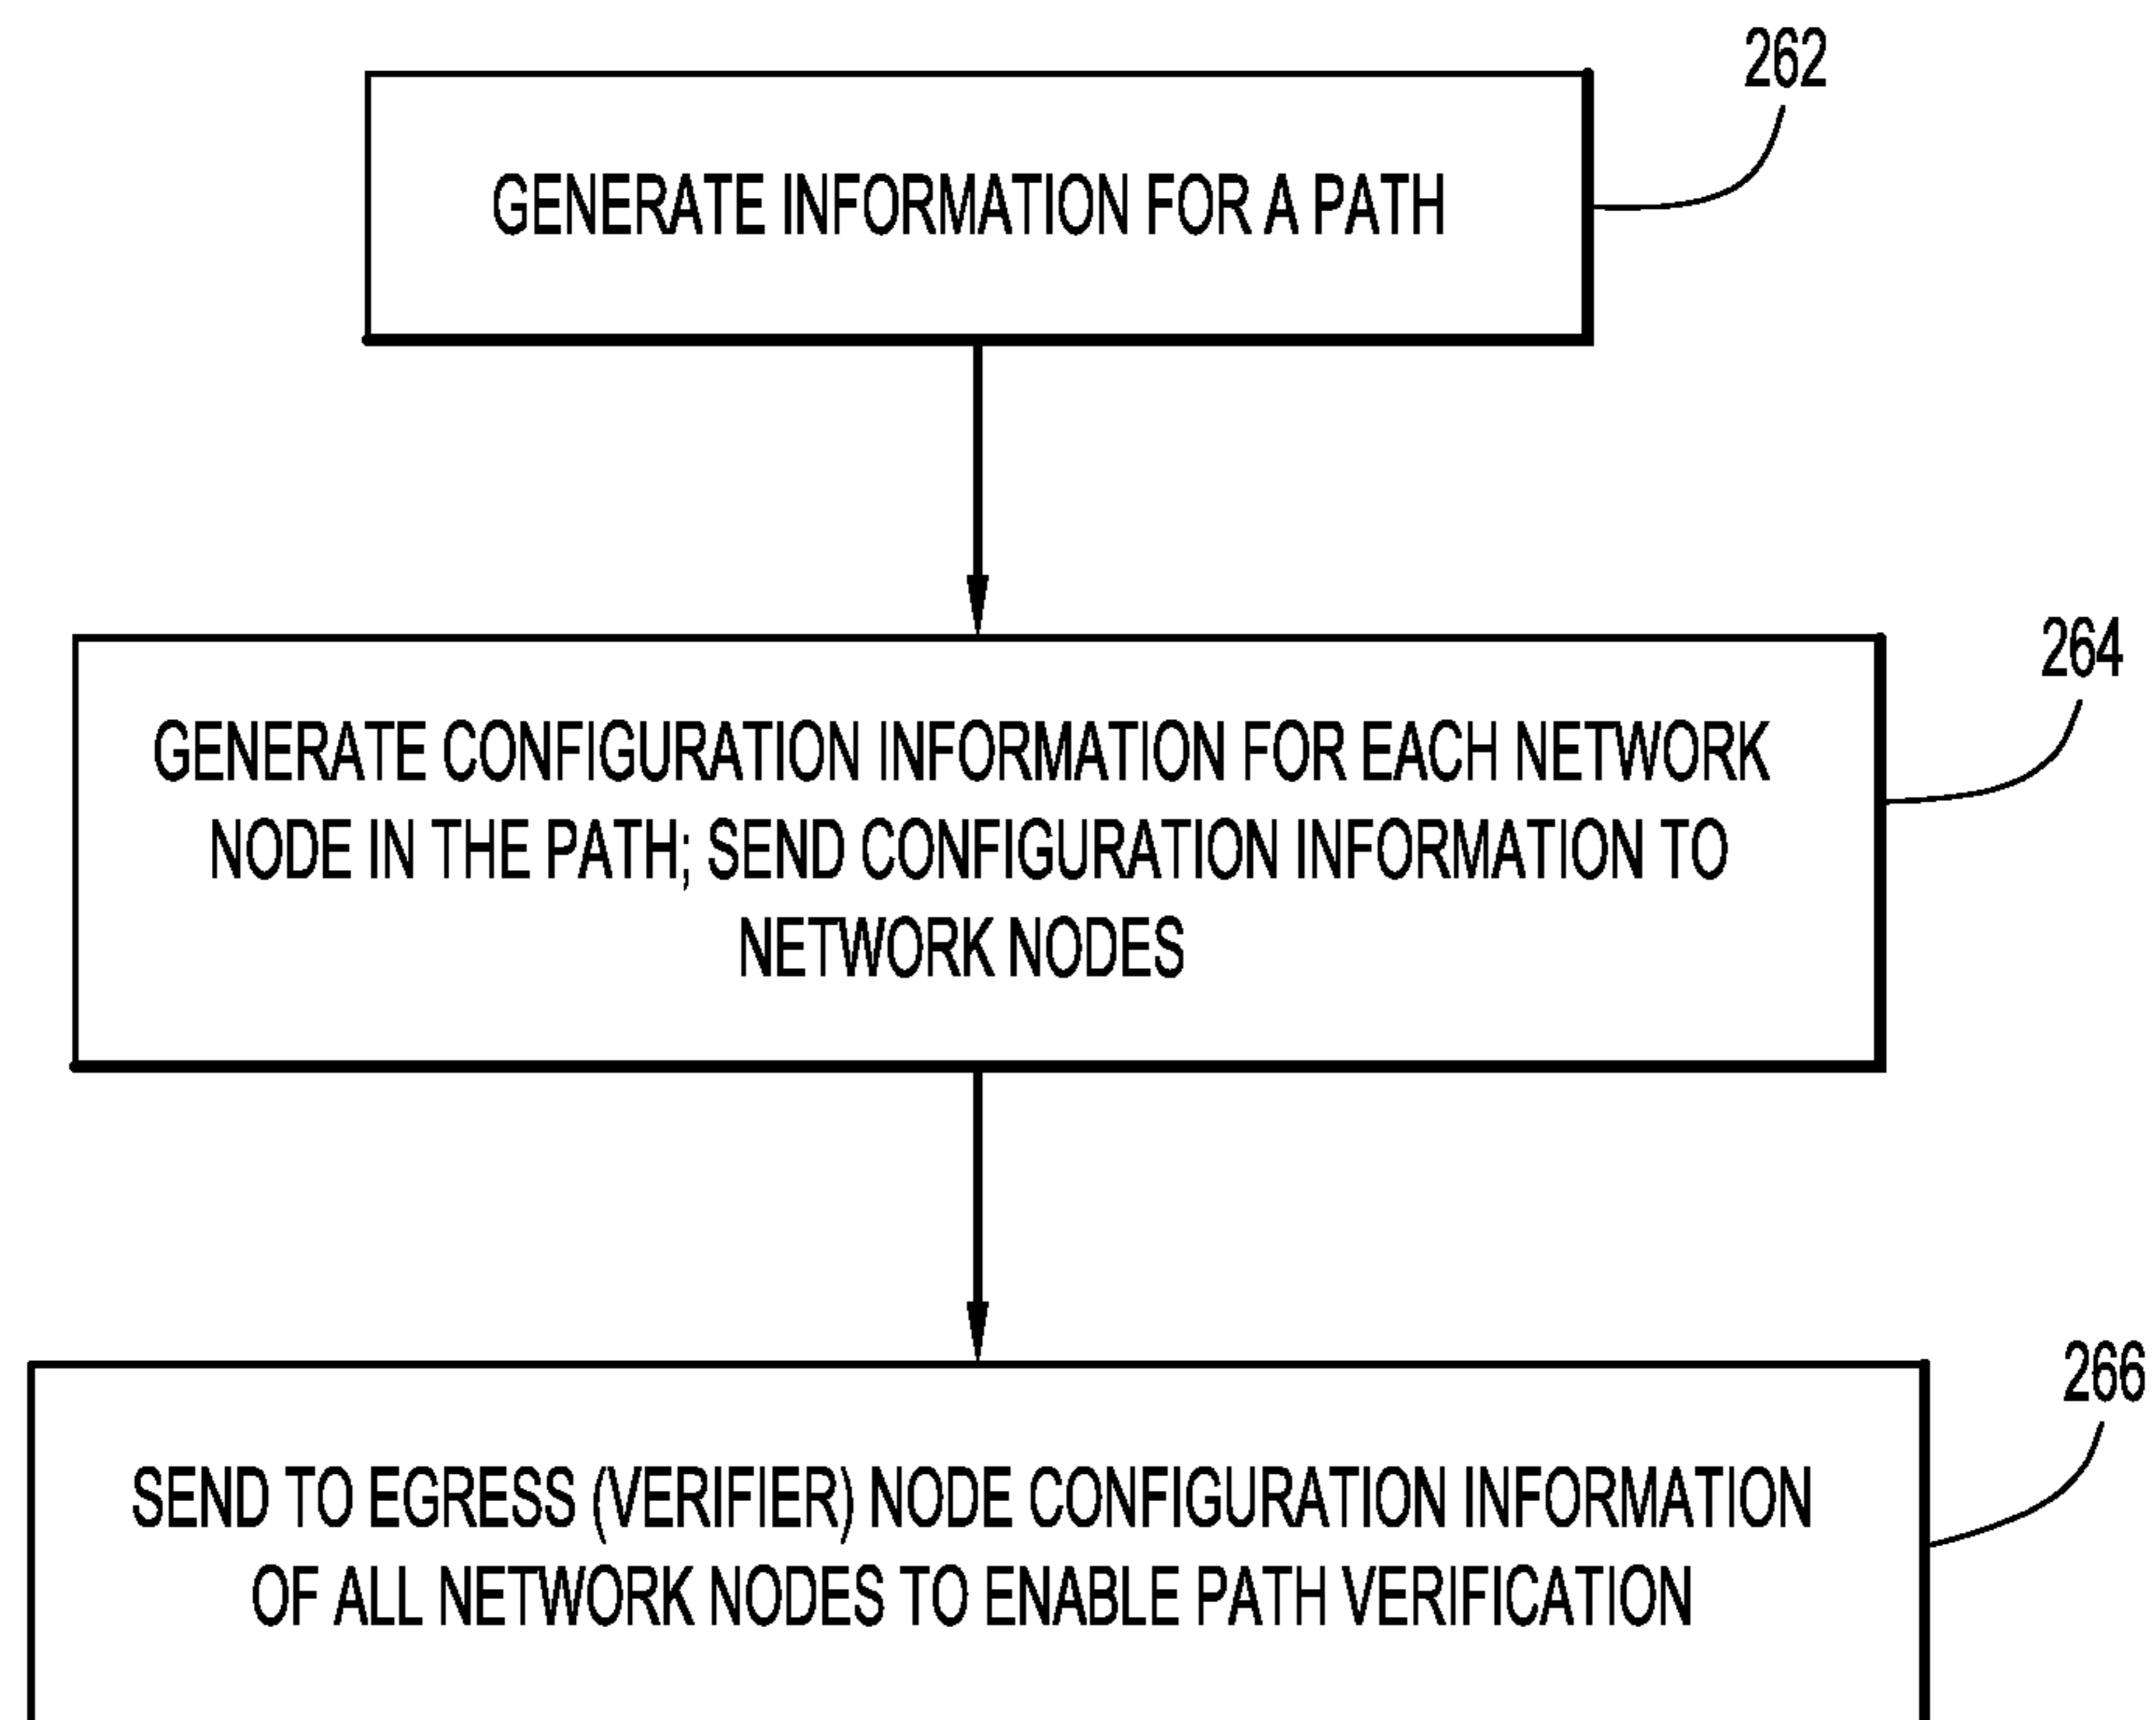 262
GENERATE INFORMATION FOR A PATH
264
GENERATE CONFIGURATION INFORMATION FOR EACH NETWORK
NODE IN THE PATH; SEND CONFIGURATION INFORMATION TO
NETWORK NODES
266
SEND TO EGRESS (VERIFIER) NODE CONFIGURATION INFORMATION
OF ALL NETWORK NODES TO ENABLE PATH VERIFICATION